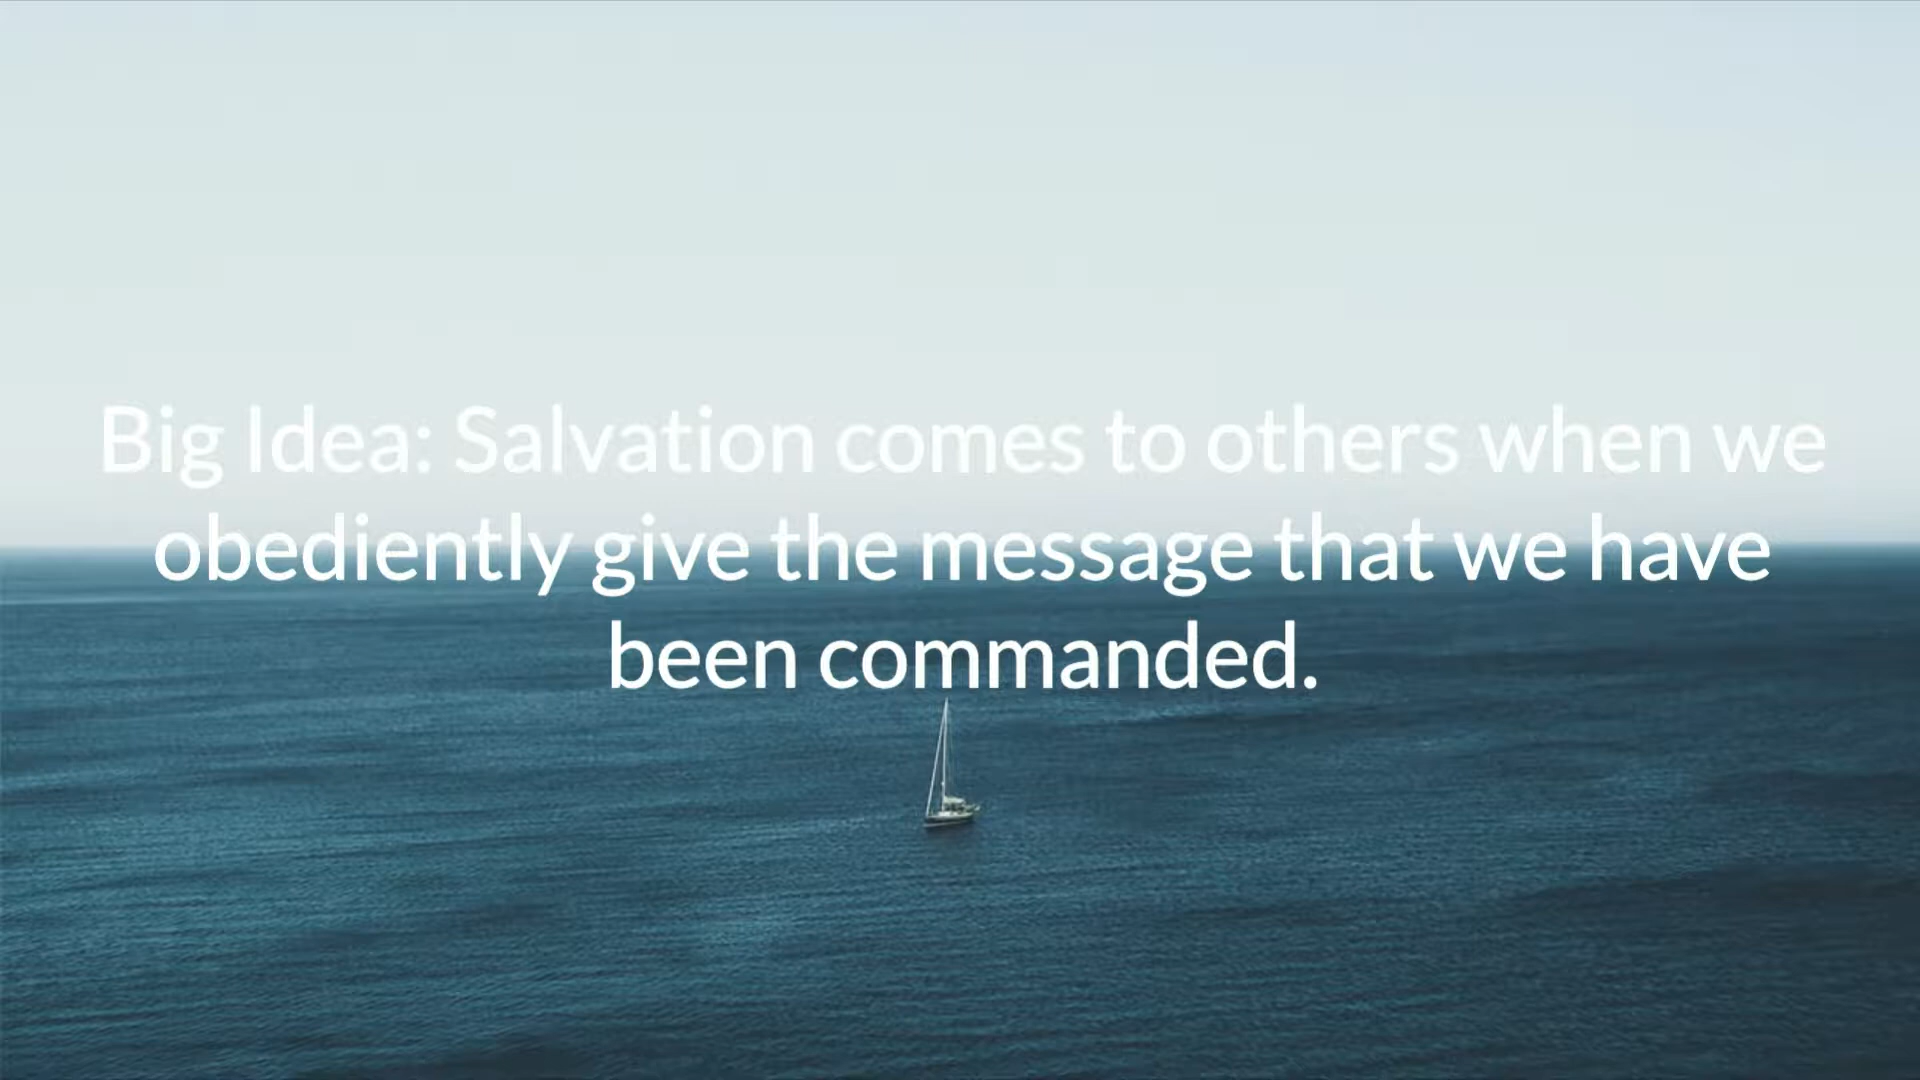 Big Idea: Salvation comes to others when we
obediently give the message that we have
been commanded.